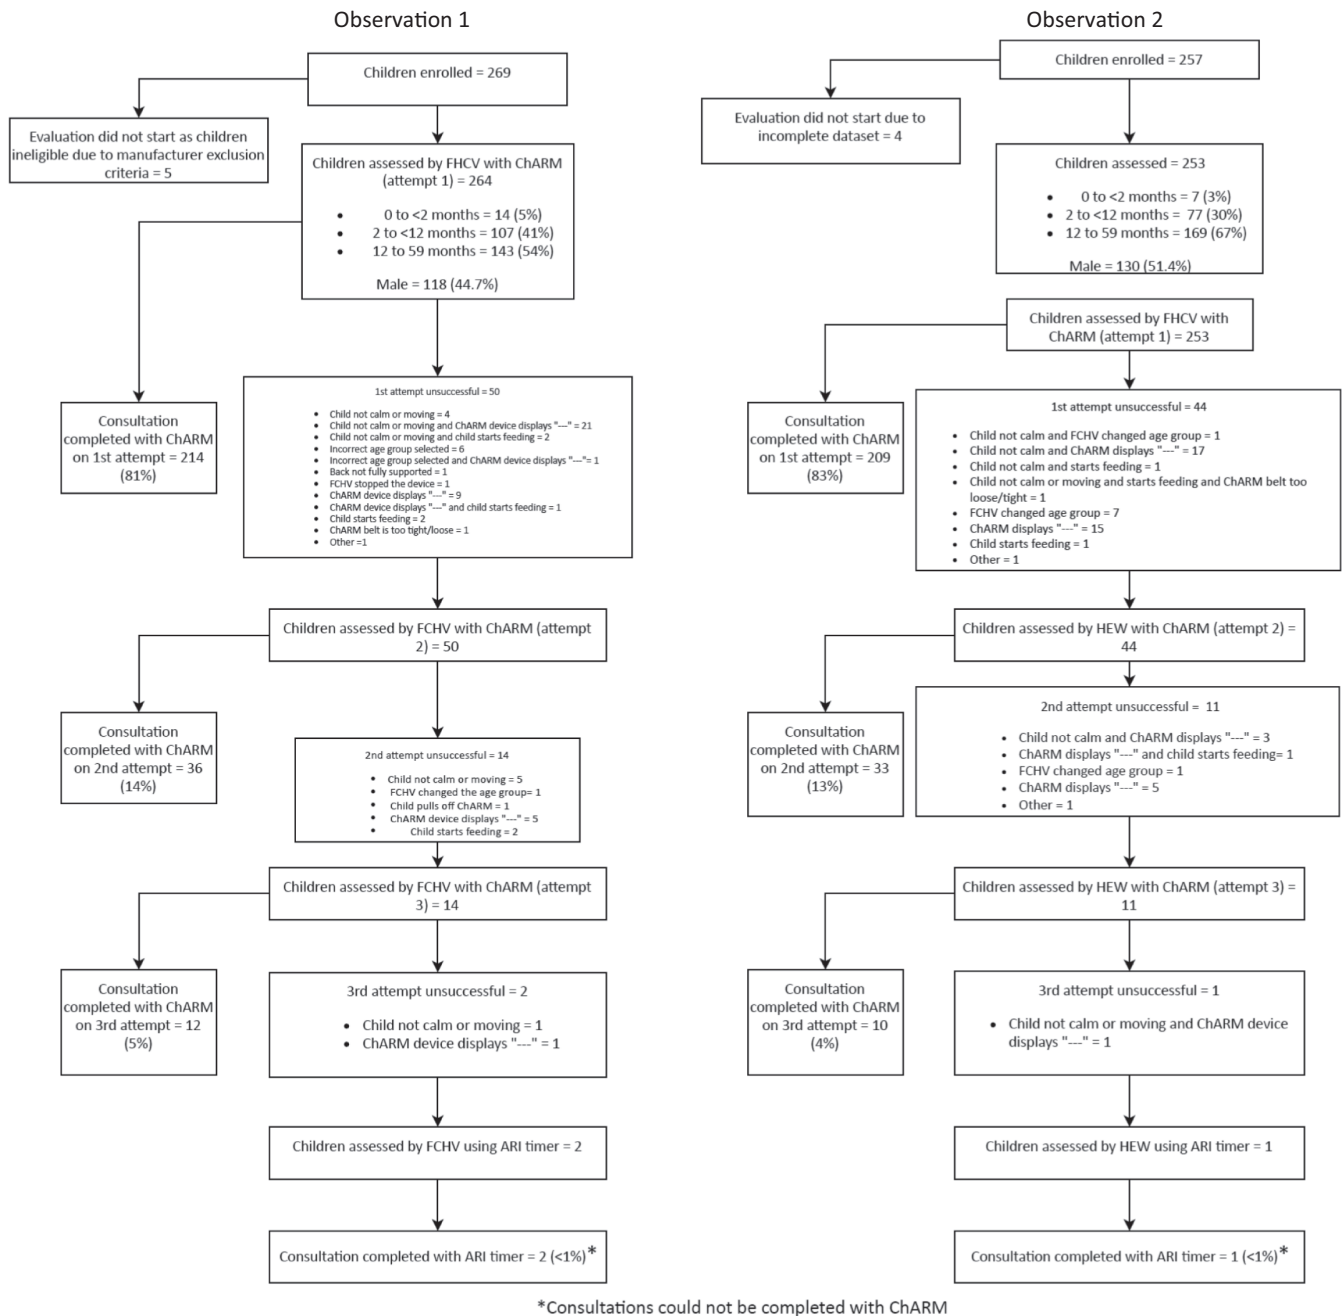 Observation 1
Children enrolled = 269
Evaluation did not start as children
ineligible due to manufacturer exclusion
criteria = 5
Children assessed by FHCV with ChARM
(attempt 1) = 264
• 0 to <2 months = 14 (5%)
• 2 to <12 months = 107 (41%)
• 12 to 59 months = 143 (54%)
Male = 118 (44.7%)
Consultation
completed with ChARM
on 1st attempt = 214
(81%)
1st attempt unsuccessful = 50
• Child not calm or moving = 4
• Child not calm or moving and ChARM device displays "---" = 21
• Child not calm or moving and child starts feeding = 2
• Incorrect age group selected = 6
• Incorrect age group selected and ChARM device displays "---"= 1
• Back not fully supported = 1
• FCHV stopped the device = 1
• ChARM device displays "---" = 9
• ChARM device displays "---" and child starts feeding = 1
• Child starts feeding = 2
• ChARM belt is too tight/loose = 1
• Other =1
Children assessed by FCHV with ChARM (attempt
2) = 50
Consultation
completed with ChARM
on 2nd attempt = 36
(14%)
2nd attempt unsuccessful = 14
• Child not calm or moving = 5
• FCHV changed the age group= 1
• Child pulls off ChARM = 1
• ChARM device displays "---" = 5
• Child starts feeding = 2
Children assessed by FCHV with ChARM (attempt
3) = 14
Consultation
completed with ChARM
on 3rd attempt = 12
(5%)
3rd attempt unsuccessful = 2
• Child not calm or moving = 1
• ChARM device displays "---" = 1
Children assessed by FCHV using ARI timer = 2
Consultation completed with ARI timer = 2 (<1%)*
Observation 2
Children enrolled = 257
Evaluation did not start due to
incomplete dataset = 4
Children assessed = 253
• 0 to <2 months = 7 (3%)
• 2 to <12 months = 77 (30%)
• 12 to 59 months = 169 (67%)
Male = 130 (51.4%)
Children assessed by FHCV with
ChARM (attempt 1) = 253
Consultation
completed with ChARM
on 1st attempt = 209
(83%)
1st attempt unsuccessful = 44
• Child not calm and FCHV changed age group = 1
• Child not calm and ChARM displays "---" = 17
• Child not calm and starts feeding = 1
• Child not calm or moving and starts feeding and ChARM belt too
loose/tight = 1
• FCHV changed age group = 7
• ChARM displays "---" = 15
• Child starts feeding = 1
• Other = 1
Children assessed by HEW with ChARM (attempt 2) =
44
Consultation
completed with ChARM
on 2nd attempt = 33
(13%)
2nd attempt unsuccessful = 11
• Child not calm and ChARM displays "---" = 3
• ChARM displays "---" and child starts feeding= 1
• FCHV changed age group = 1
• ChARM displays "---" = 5
• Other = 1
Children assessed by HEW with ChARM (attempt 3) =
11
Consultation
completed with ChARM
on 3rd attempt = 10
(4%)
3rd attempt unsuccessful = 1
• Child not calm or moving and ChARM device
displays "---" = 1
Children assessed by HEW using ARI timer = 1
Consultation completed with ARI timer = 1 (<1%)*
*Consultations could not be completed with ChARM